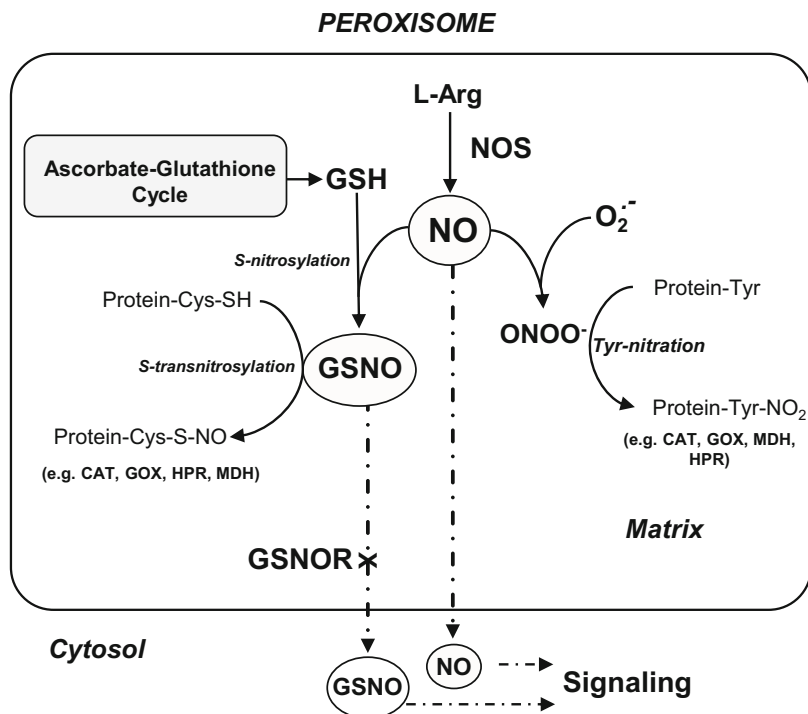 PEROXISOME
L-Arg
NOS
Ascorbate-Glutathione
Cycle
GSH
NO
O₂·⁻
S-nitrosylation
Protein-Cys-SH
Protein-Tyr
ONOO⁻
Tyr-nitration
S-transnitrosylation
GSNO
Protein-Cys-S-NO
(e.g. CAT, GOX, HPR, MDH)
Protein-Tyr-NO₂
(e.g. CAT, GOX, MDH,
HPR)
Matrix
GSNOR
Cytosol
NO
GSNO
Signaling